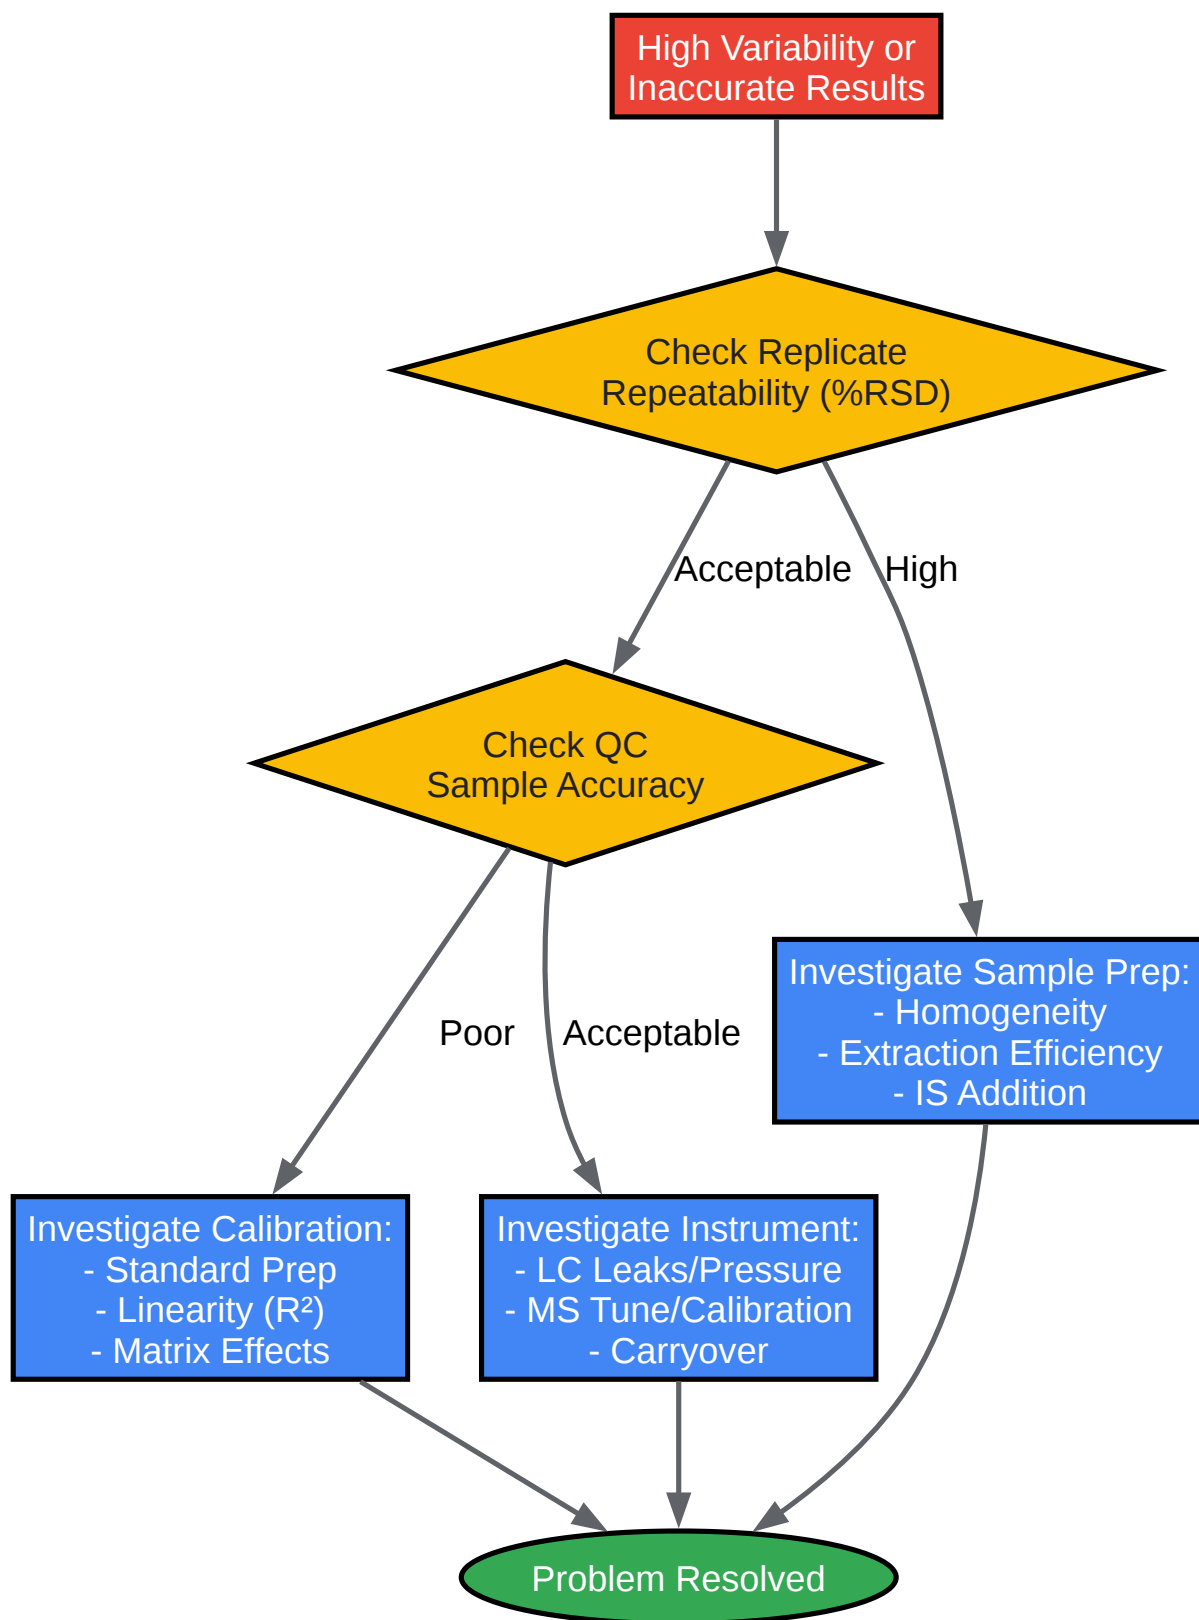 High Variability or
Inaccurate Results
Check Replicate
Repeatability (%RSD)
Acceptable
High
Check QC
Sample Accuracy
Poor
Acceptable
Investigate Sample Prep:
- Homogeneity
- Extraction Efficiency
- IS Addition
Investigate Calibration:
- Standard Prep
- Linearity (R²)
- Matrix Effects
Investigate Instrument:
- LC Leaks/Pressure
- MS Tune/Calibration
- Carryover
Problem Resolved